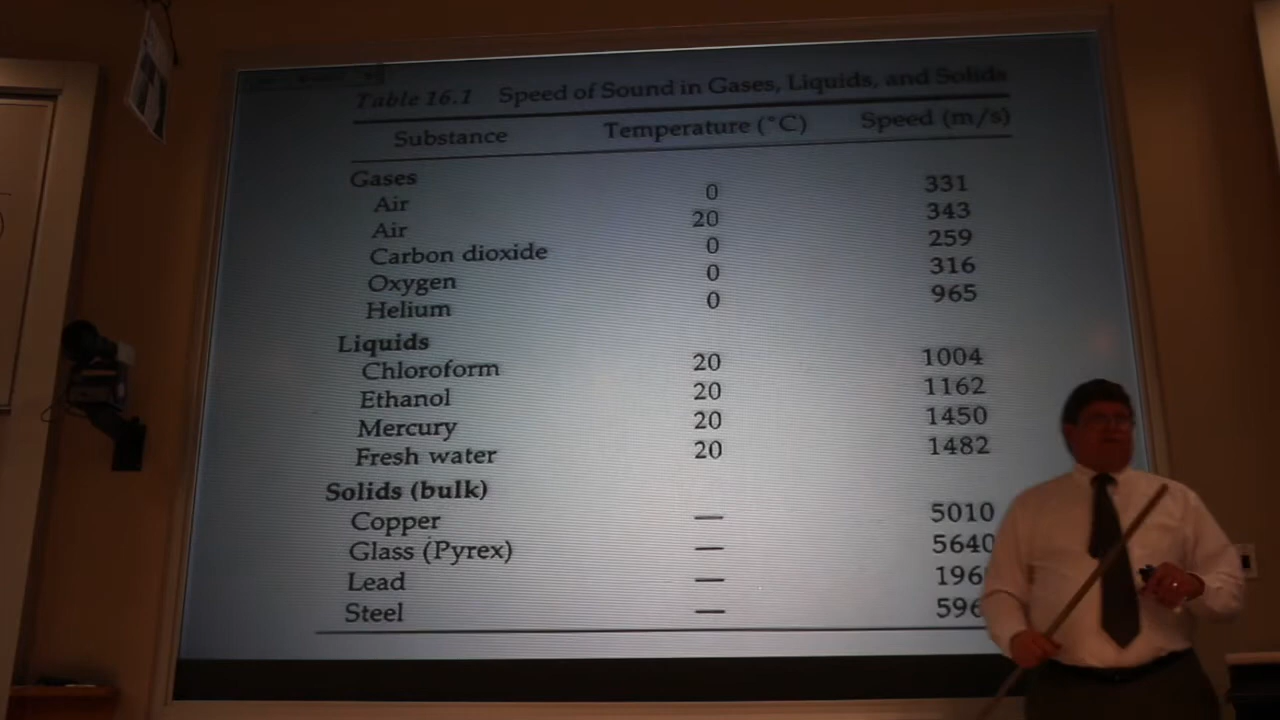 Table 16.1 Speed of Sound in Gases, Liquids, and Solids
Substance Temperature (°C) Speed (m/s)
Gases
Air 0 331
Air 20 343
Carbon dioxide 0 259
Oxygen 0 316
Helium 0 965
Liquids
Chloroform 20 1004
Ethanol 20 1162
Mercury 20 1450
Fresh water 20 1482
Solids (bulk)
Copper — 5010
Glass (Pyrex) — 5640
Lead — 196
Steel — 596